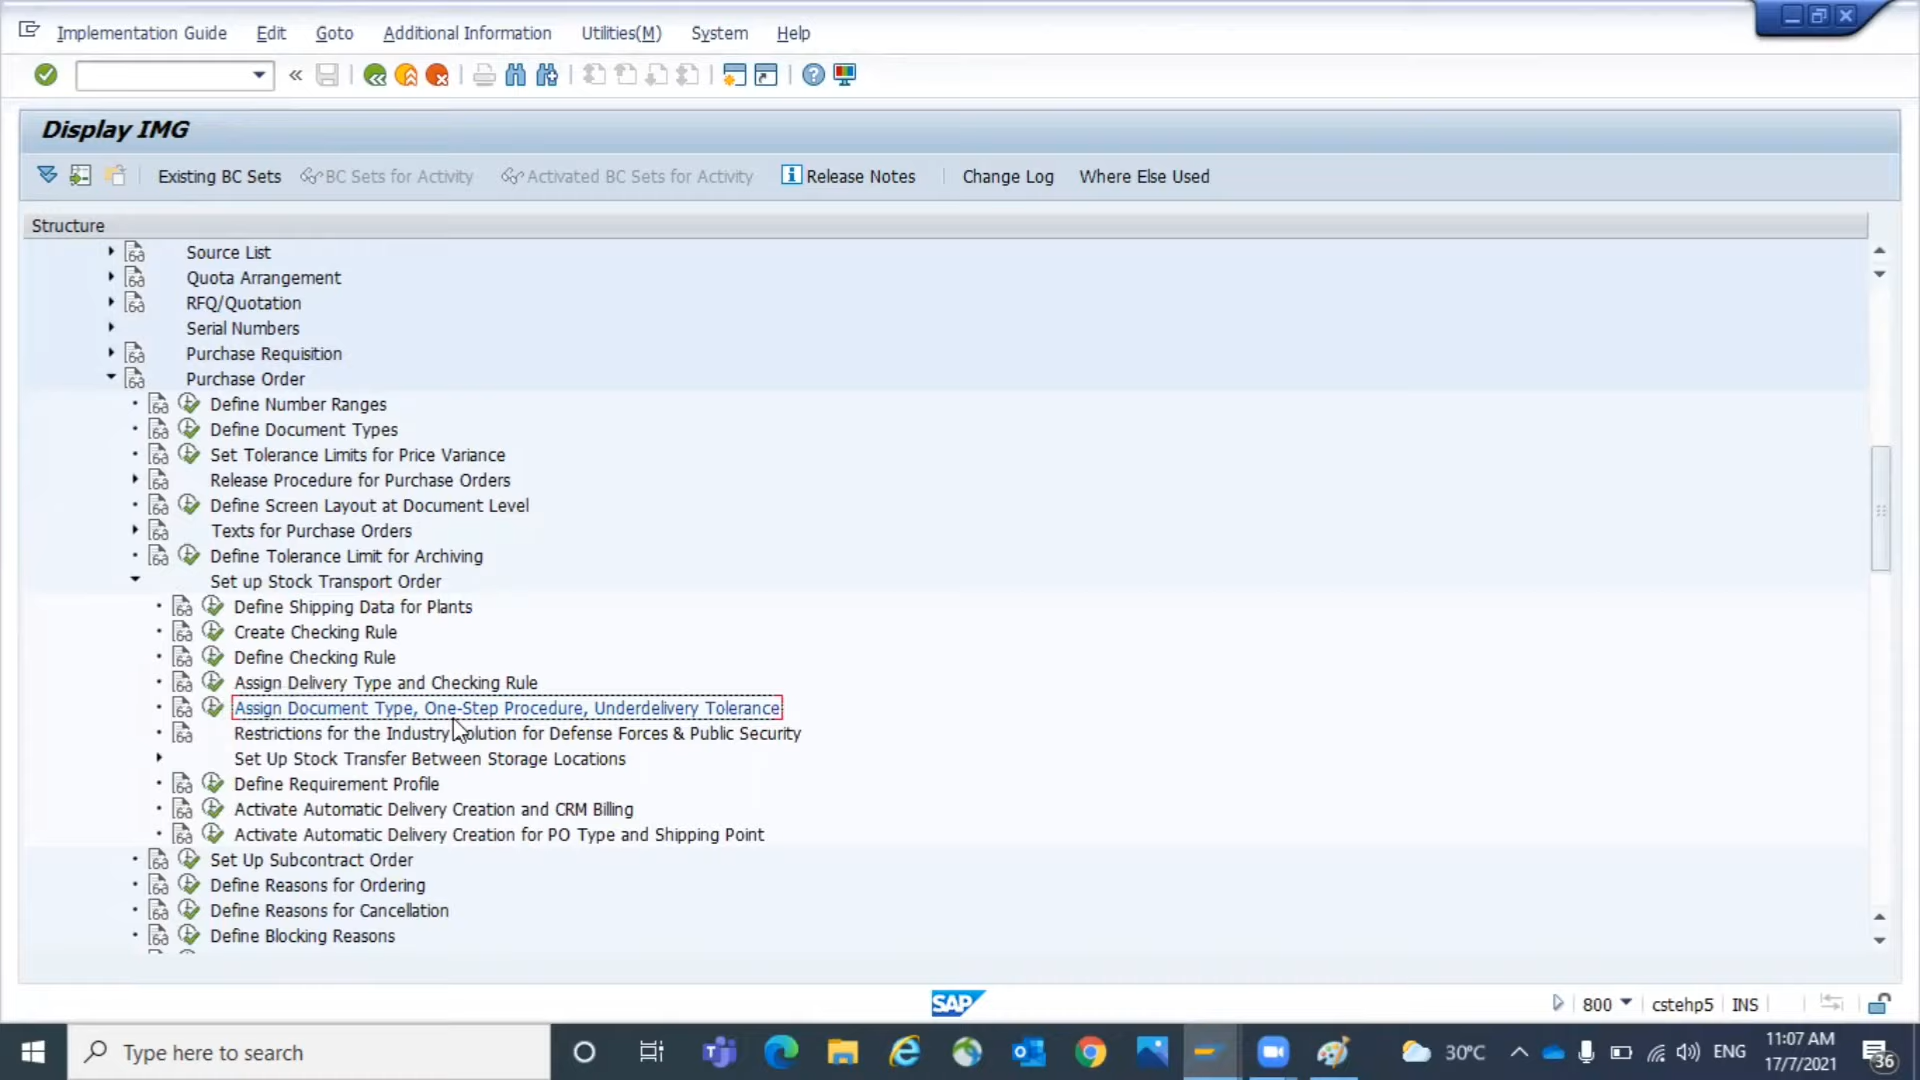 Implementation Guide Edit Goto Additional Information Utilities(M) System Help
Display IMG
Existing BC Sets BC Sets for Activity Activated BC Sets for Activity Release Notes Change Log Where Else Used
Structure
Source List
Quota Arrangement
RFQ/Quotation
Serial Numbers
Purchase Requisition
Purchase Order
Define Number Ranges
Define Document Types
Set Tolerance Limits for Price Variance
Release Procedure for Purchase Orders
Define Screen Layout at Document Level
Texts for Purchase Orders
Define Tolerance Limit for Archiving
Set up Stock Transport Order
Define Shipping Data for Plants
Create Checking Rule
Define Checking Rule
Assign Delivery Type and Checking Rule
Assign Document Type, One-Step Procedure, Underdelivery Tolerance
Restrictions for the Industry Solution for Defense Forces & Public Security
Set Up Stock Transfer Between Storage Locations
Define Requirement Profile
Activate Automatic Delivery Creation and CRM Billing
Activate Automatic Delivery Creation for PO Type and Shipping Point
Set Up Subcontract Order
Define Reasons for Ordering
Define Reasons for Cancellation
Define Blocking Reasons
SAP
800 cstehp5 INS
Type here to search
30°C ENG
11:07 AM
17/7/2021
36